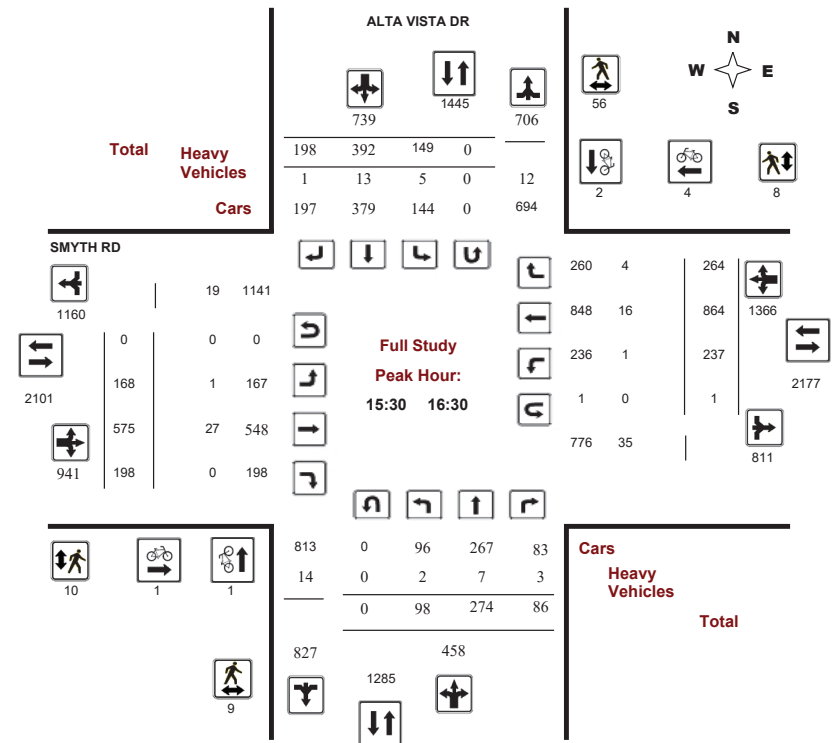 ALTA VISTA DR
N
W E
S
56
1445
739 706
Total Heavy Vehicles Cars
198 392 149 0
1 13 5 0 12
197 379 144 0 694
2 4 8
SMYTH RD
1160
19 1141
260 4 264
1366
848 16 864
0 0 0
2101
168 1 167
236 1 237
2177
575 27 548
1 0 1
941
198 0 198
776 35
811
Full Study
Peak Hour:
15:30 16:30
813 0 96 267 83
14 0 2 7 3
0 98 274 86
Cars
Heavy
Vehicles
Total
10 1 1
827 458
1285
9